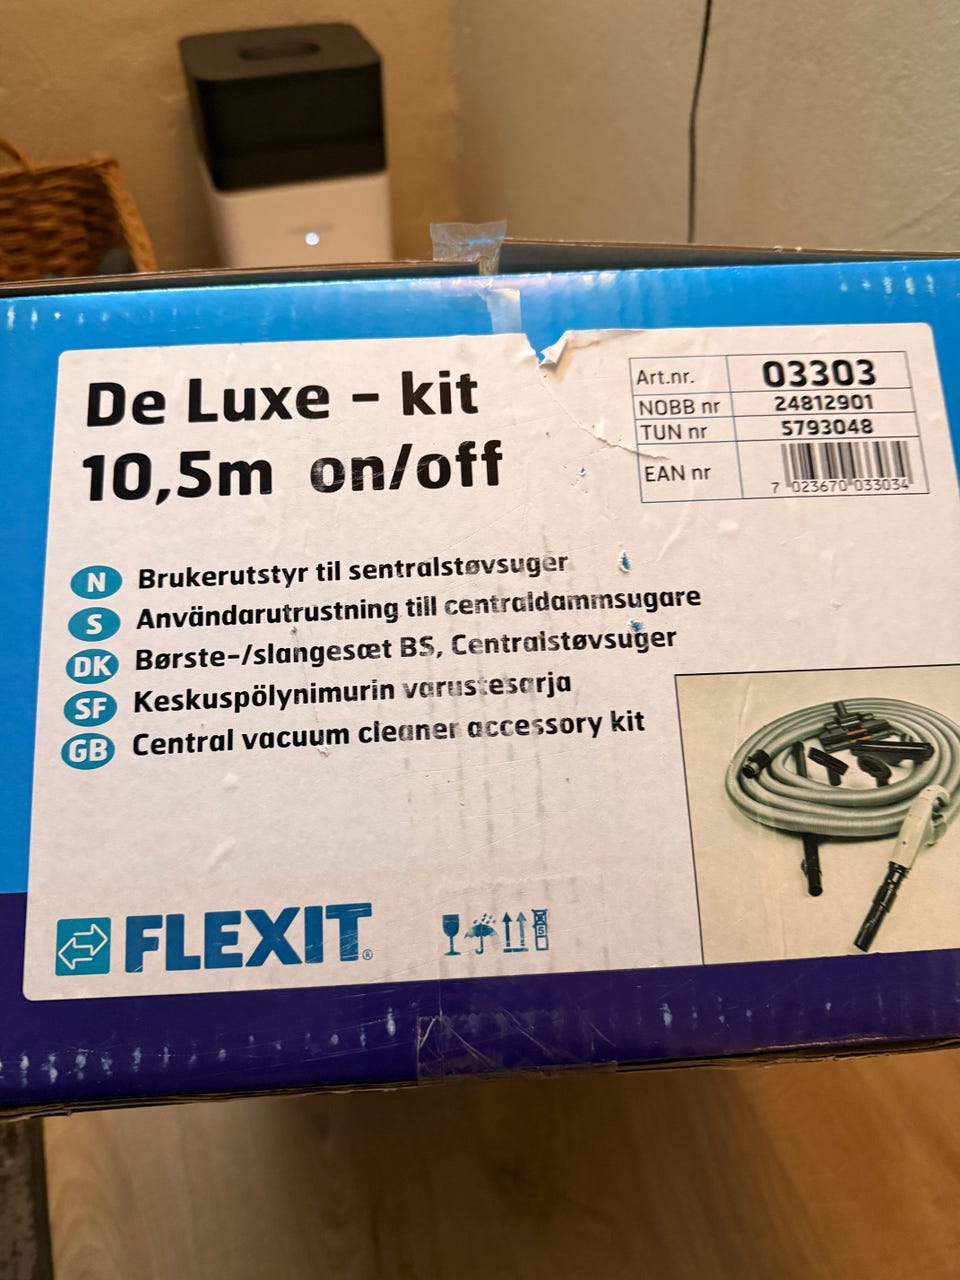 De Luxe - kit
10,5m on/off
Art.nr. 03303
NOBB nr 24812901
TUN nr 5793048
EAN nr 7 023670 033034
N Brukerutstyr til sentralstøvsuger
S Användarutrustning till centraldammsugare
DK Børste-/slangesæt BS, Centralstøvsuger
SF Keskuspölynimurin varustesarja
GB Central vacuum cleaner accessory kit
FLEXIT®
5